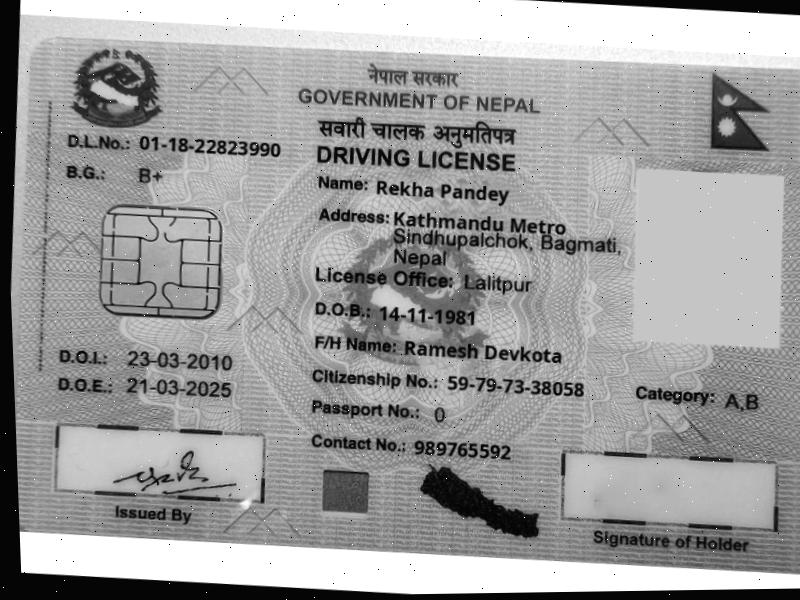 नेपाल सरकार
GOVERNMENT OF NEPAL
सवारी चालक अनुमतिपत्र
DRIVING LICENSE
D.L.No.: 01-18-22823990
B.G.: B+
Name: Rekha Pandey
Address: Kathmandu Metro
Sindhupalchok, Bagmati,
Nepal
License Office: Lalitpur
D.O.B.: 14-11-1981
F/H Name: Ramesh Devkota
D.O.I.: 23-03-2010
D.O.E.: 21-03-2025
Citizenship No.: 59-79-73-38058
Category: A,B
Passport No.: 0
Contact No.: 989765592
Issued By
Signature of Holder